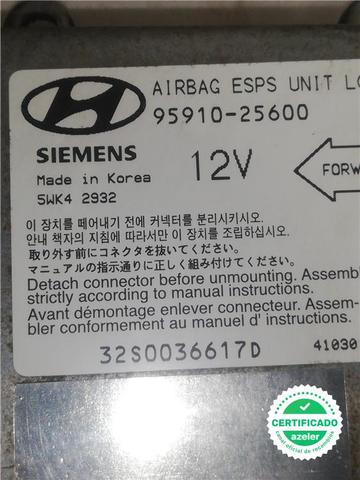 AIRBAG ESPS UNIT
95910-25600
SIEMENS
12V
Made in Korea
5WK4 2932
FORW
이 장치를 떼어내기 전에 커넥터를 분리시키시오.
안내 책자의 지침에 따라서만 이 장치를 조립하십시오.
取り外す前にコネクタを抜いてください。
マニュアルの指示通りに正しく組み付けてください。
Detach connector before unmounting. Assemb
strictly according to manual instructions.
Avant démontage enlever connecteur. Assem-
bler conformement au manuel d' instructions.
32S0036617D
41030
CERTIFICADO
azeler